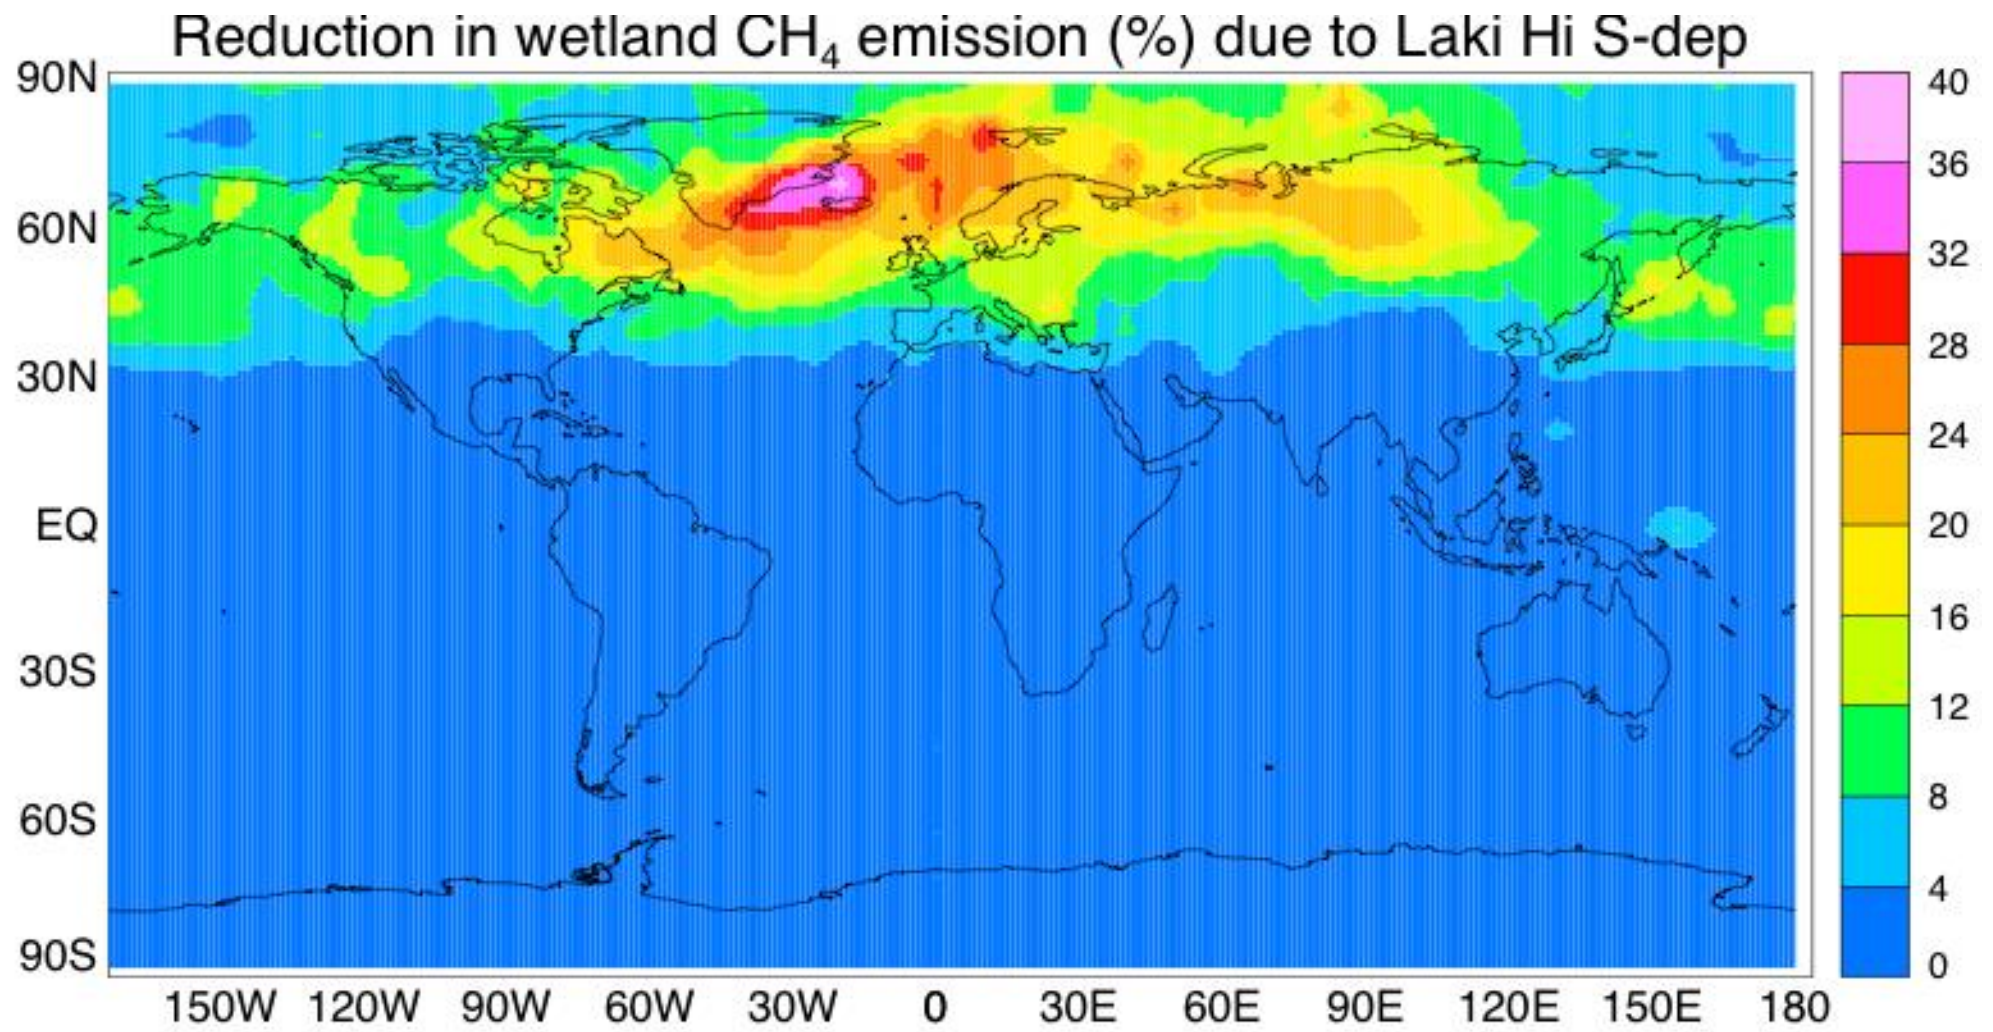 Reduction in wetland CH₄ emission (%) due to Laki Hi S-dep
90N
60N
30N
EQ
30S
60S
90S
150W 120W 90W 60W 30W 0 30E 60E 90E 120E 150E 180
40
36
32
28
24
20
16
12
8
4
0